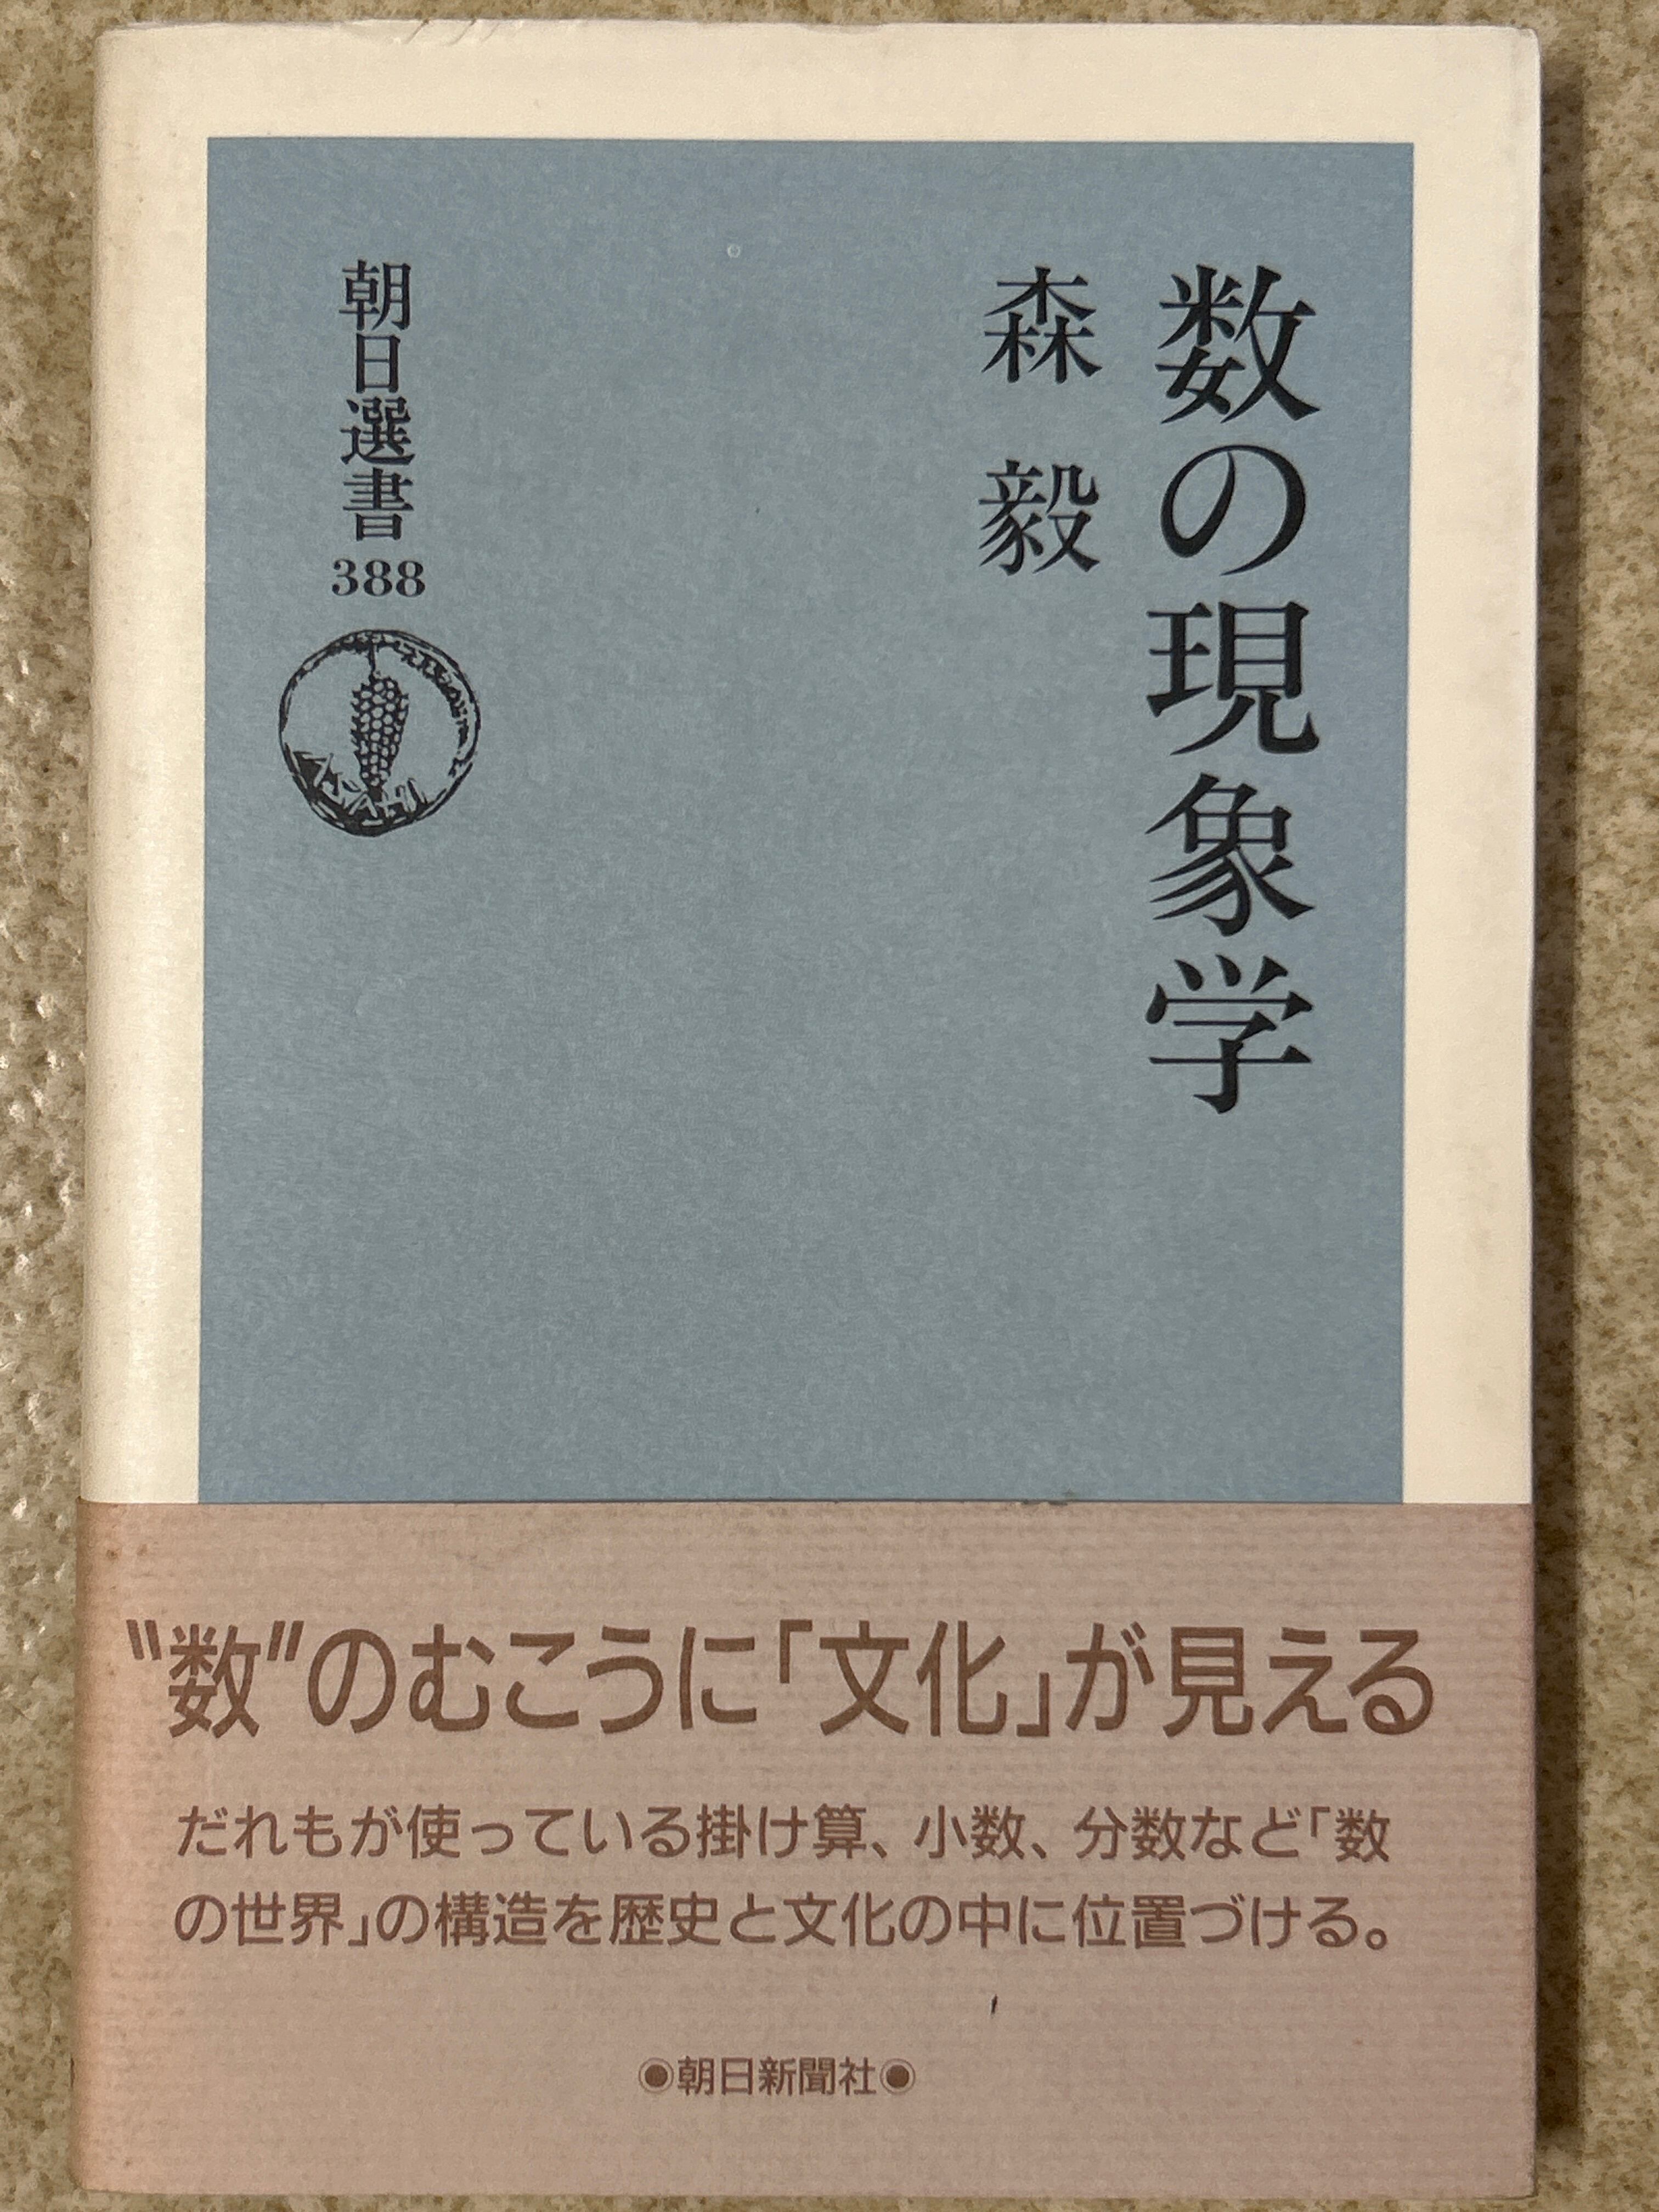 数の現象学
森 毅
朝日選書
388
ASAHI
“数”のむこうに「文化」が見える
だれもが使っている掛け算、小数、分数など「数
の世界」の構造を歴史と文化の中に位置づける。
◉朝日新聞社◉